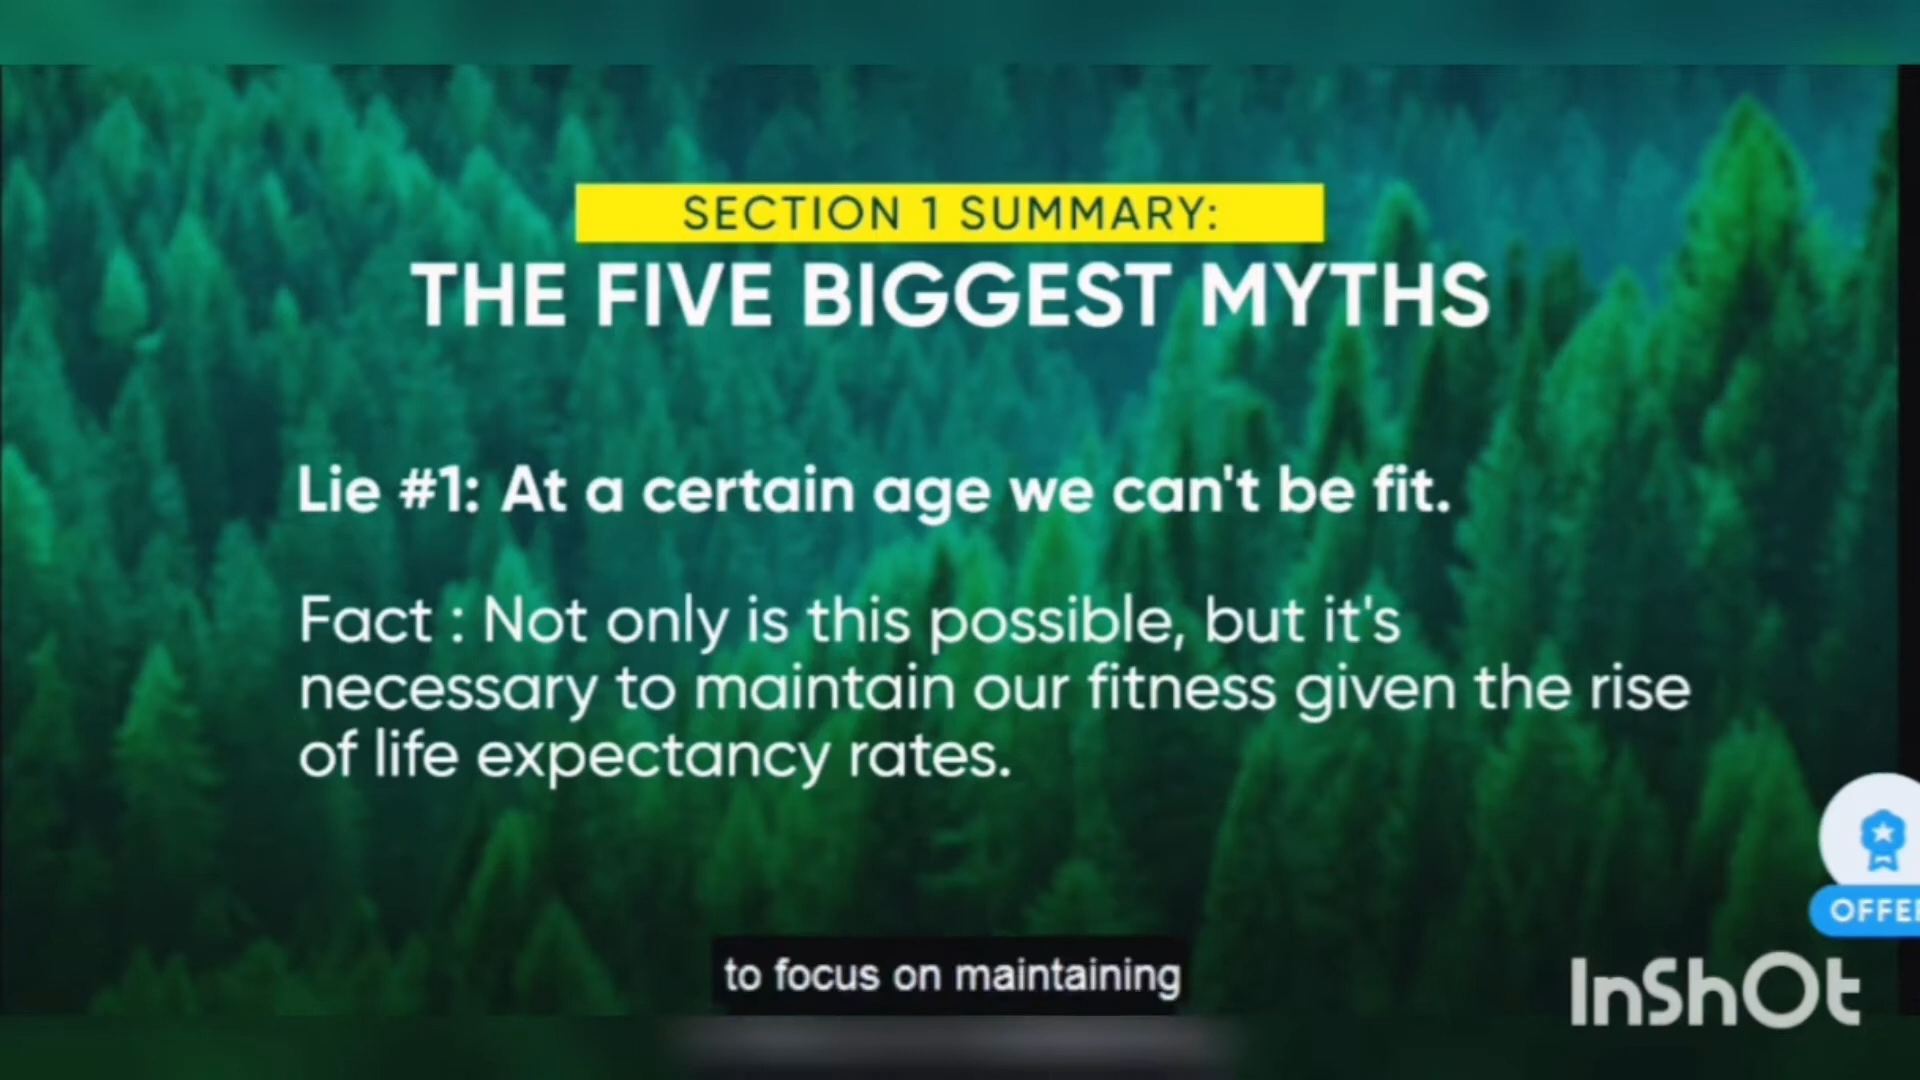 SECTION 1 SUMMARY:
THE FIVE BIGGEST MYTHS
Lie #1: At a certain age we can't be fit.
Fact : Not only is this possible, but it's
necessary to maintain our fitness given the rise
of life expectancy rates.
to focus on maintaining
InShOt